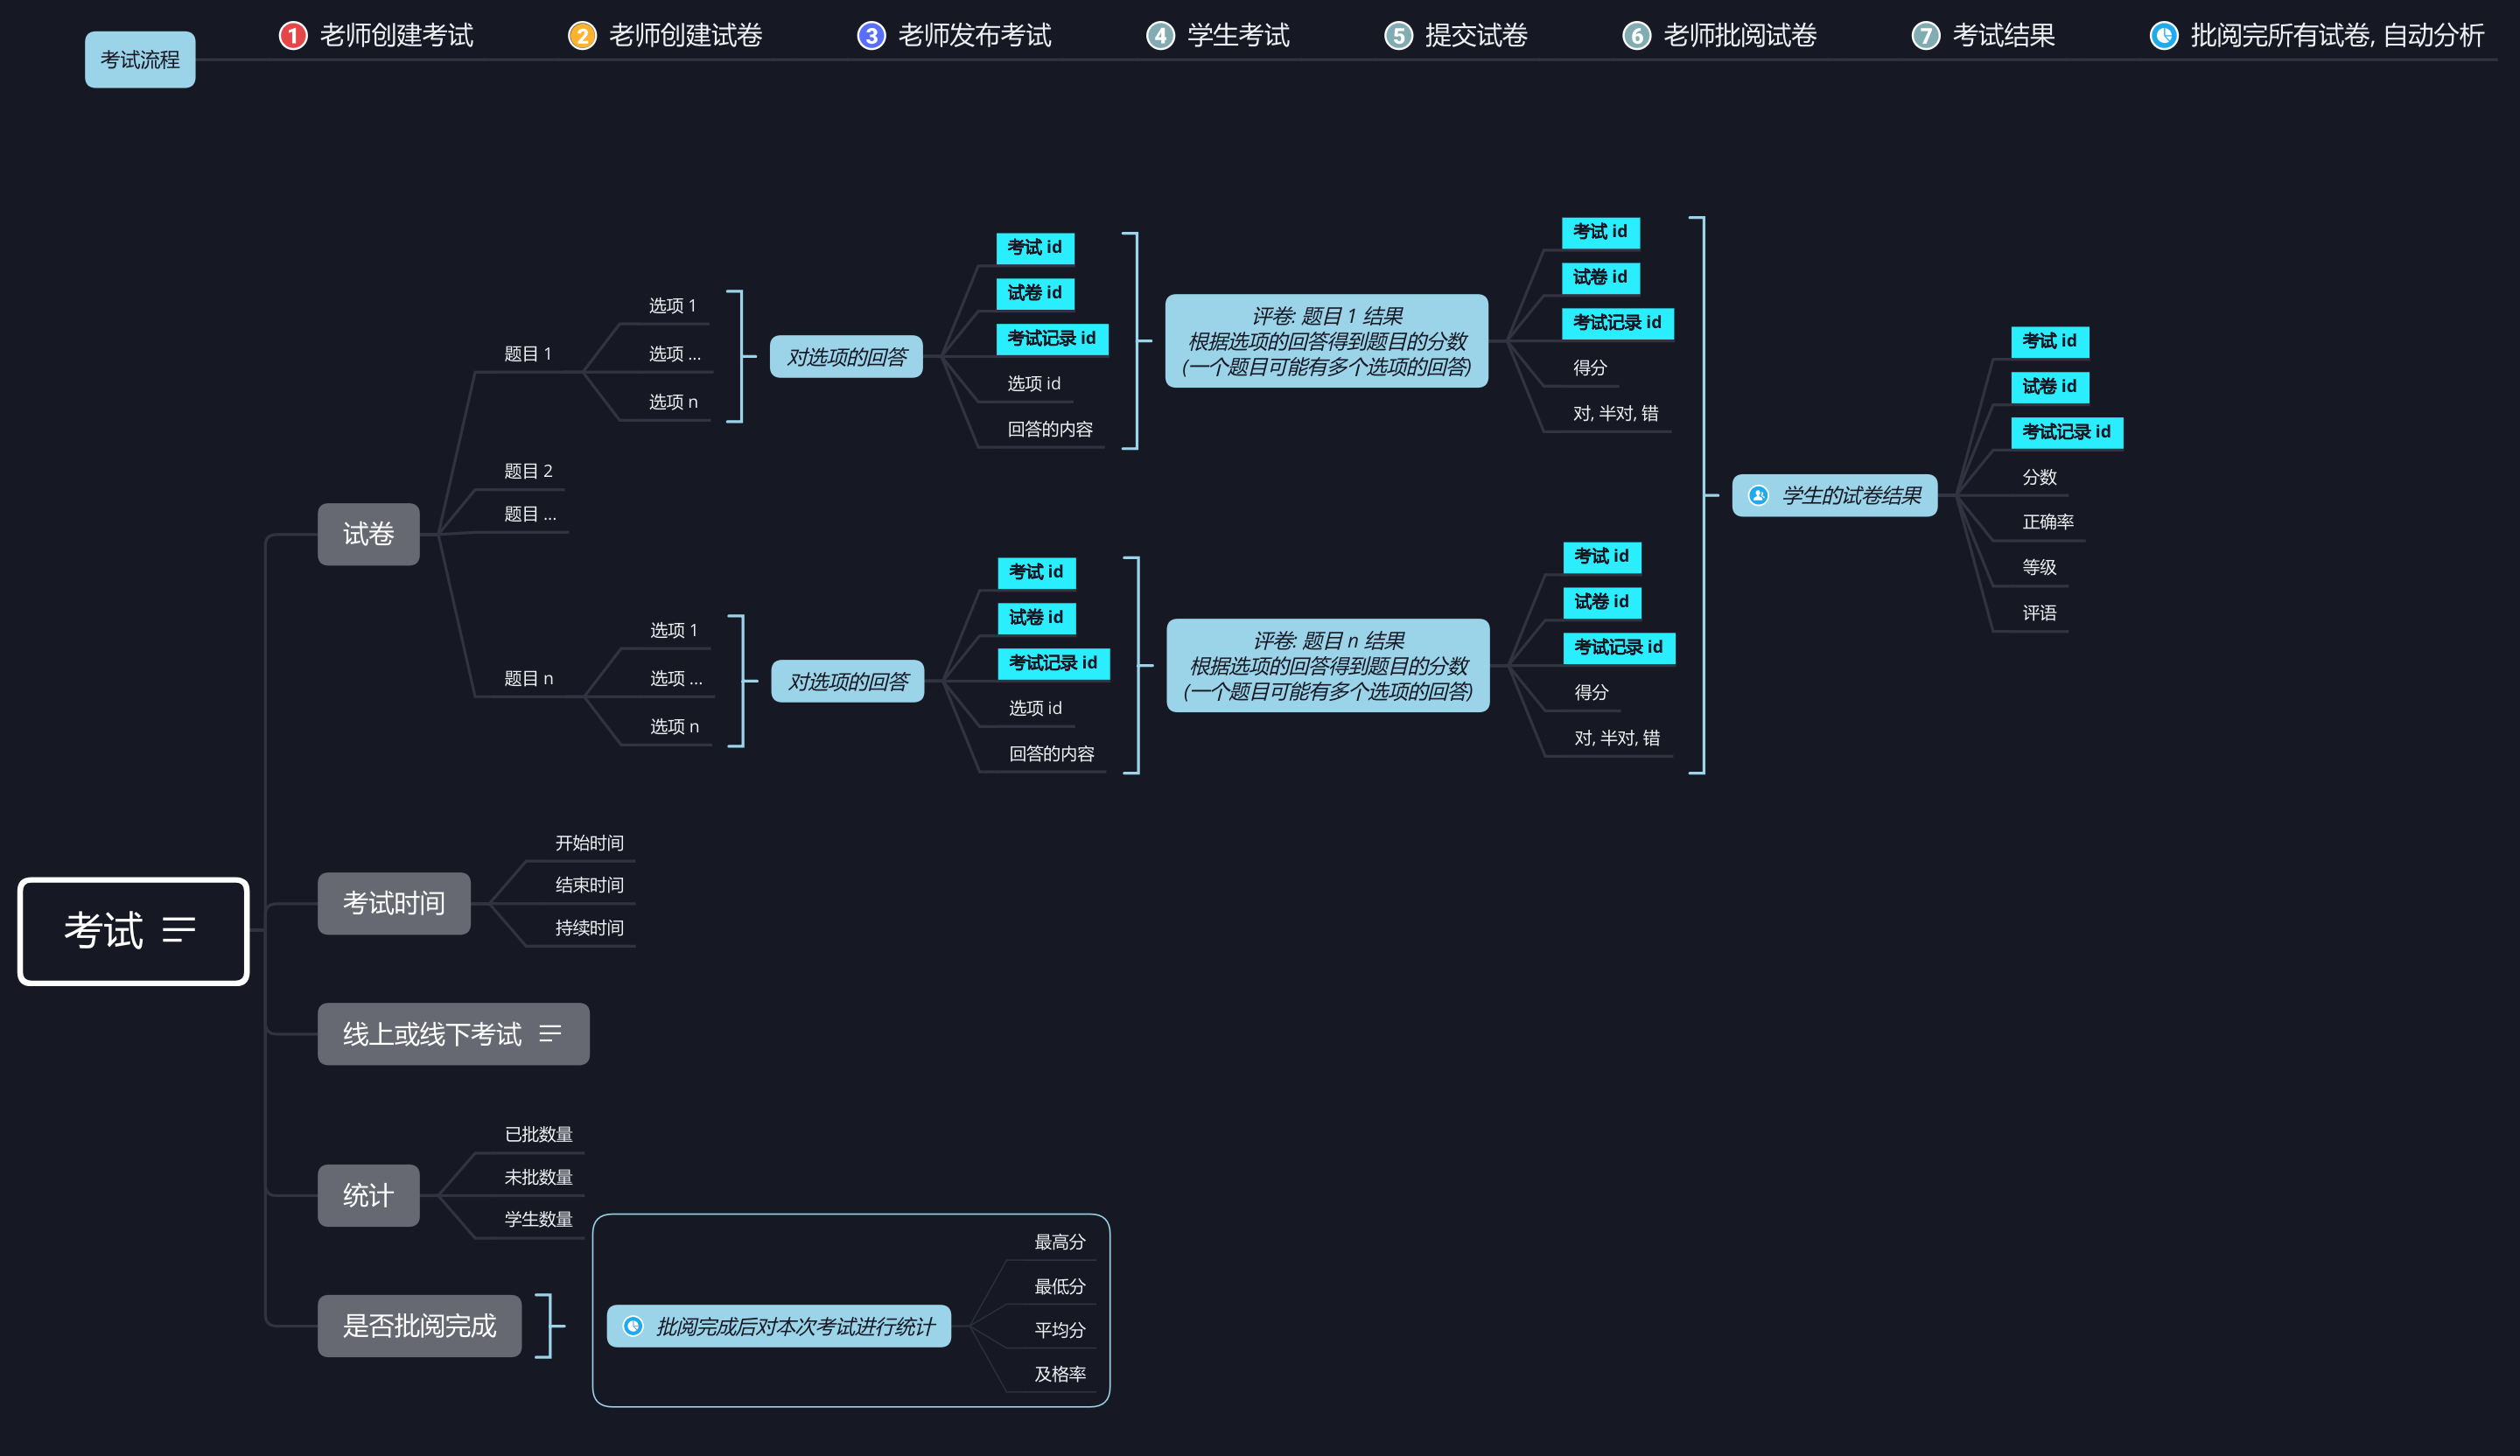 考试流程
1 老师创建考试
2 老师创建试卷
3 老师发布考试
4 学生考试
5 提交试卷
6 老师批阅试卷
7 考试结果
批阅完所有试卷, 自动分析
考试
试卷
题目 1
选项 1
选项 ...
选项 n
对选项的回答
考试 id
试卷 id
考试记录 id
选项 id
回答的内容
评卷: 题目 1 结果
根据选项的回答得到题目的分数
(一个题目可能有多个选项的回答)
考试 id
试卷 id
考试记录 id
得分
对, 半对, 错
题目 2
题目 ...
题目 n
选项 1
选项 ...
选项 n
对选项的回答
考试 id
试卷 id
考试记录 id
选项 id
回答的内容
评卷: 题目 n 结果
根据选项的回答得到题目的分数
(一个题目可能有多个选项的回答)
考试 id
试卷 id
考试记录 id
得分
对, 半对, 错
学生的试卷结果
考试 id
试卷 id
考试记录 id
分数
正确率
等级
评语
考试时间
开始时间
结束时间
持续时间
线上或线下考试
统计
已批数量
未批数量
学生数量
是否批阅完成
批阅完成后对本次考试进行统计
最高分
最低分
平均分
及格率